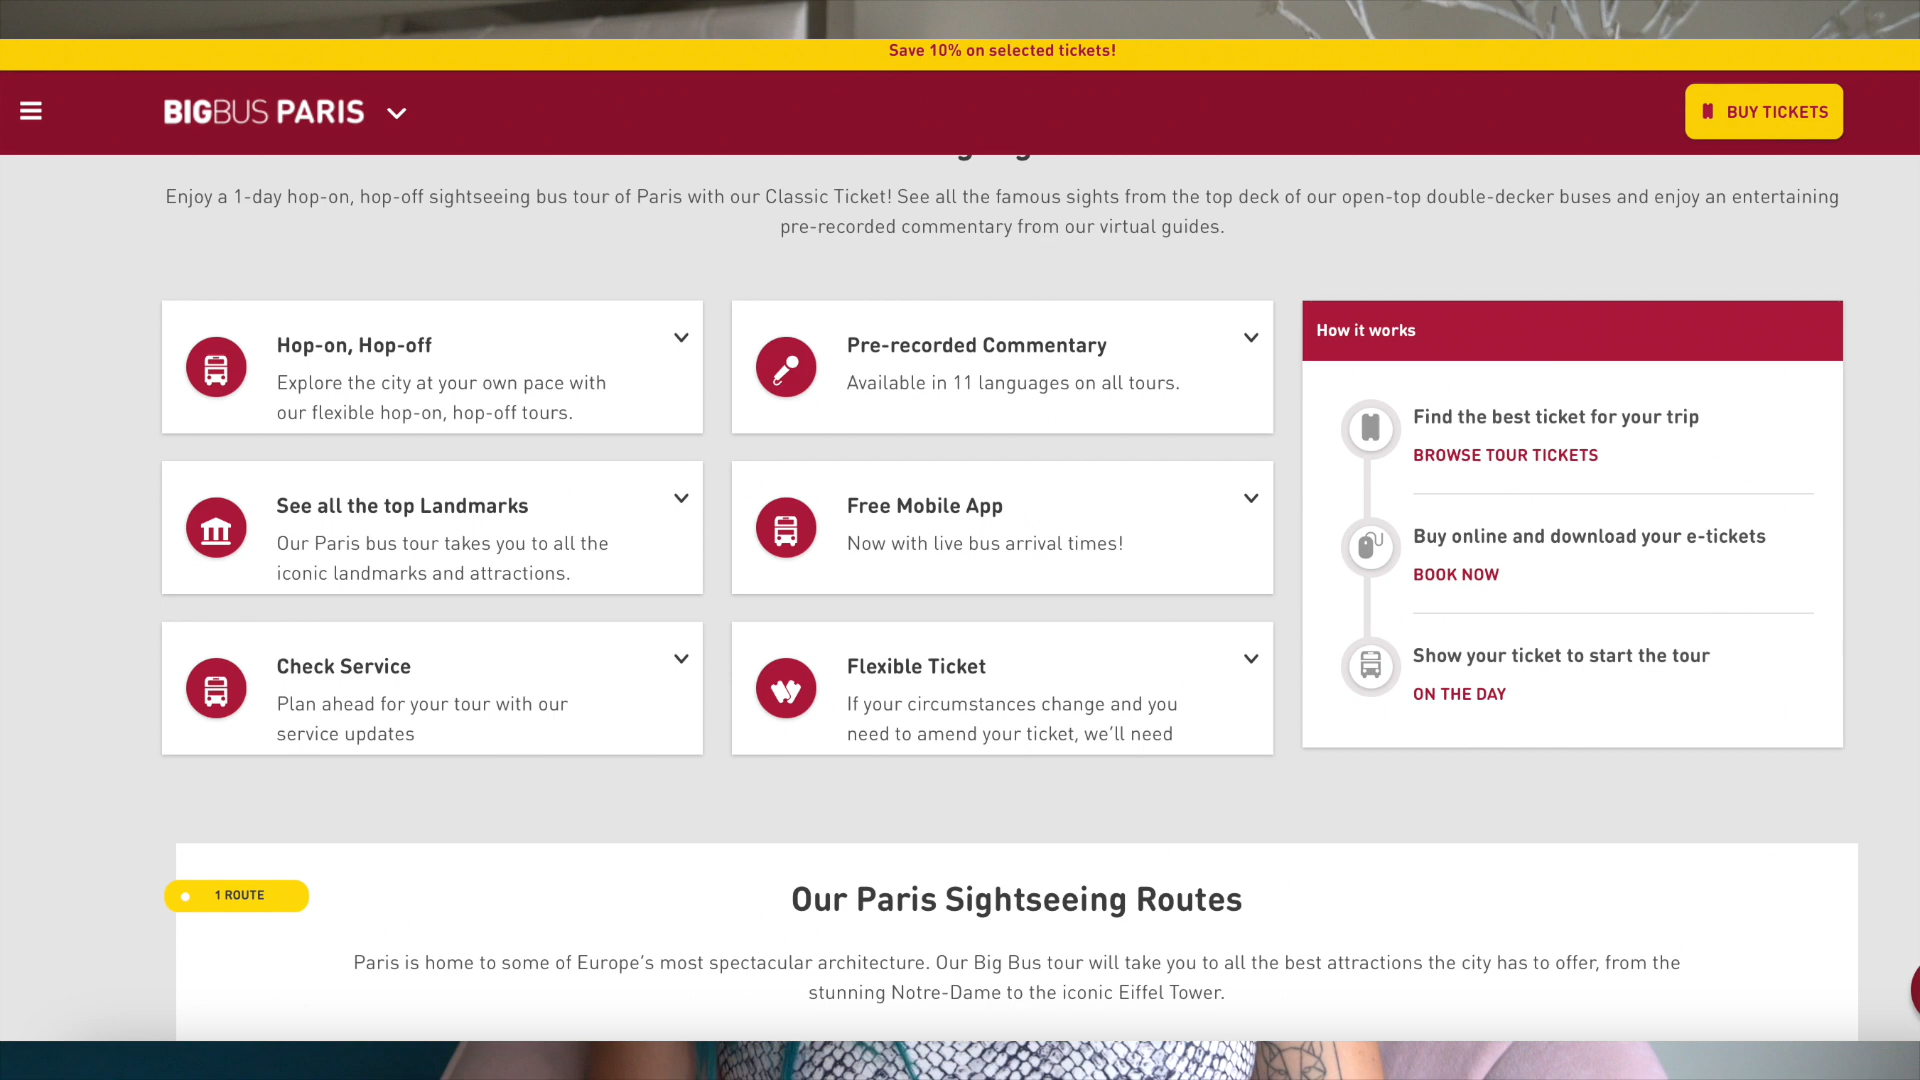 Save 10% on selected tickets!
BIGBUS PARIS
BUY TICKETS
Enjoy a 1-day hop-on, hop-off sightseeing bus tour of Paris with our Classic Ticket! See all the famous sights from the top deck of our open-top double-decker buses and enjoy an entertaining
pre-recorded commentary from our virtual guides.
Hop-on, Hop-off
Explore the city at your own pace with
our flexible hop-on, hop-off tours.
Pre-recorded Commentary
Available in 11 languages on all tours.
See all the top Landmarks
Our Paris bus tour takes you to all the
iconic landmarks and attractions.
Free Mobile App
Now with live bus arrival times!
Check Service
Plan ahead for your tour with our
service updates
Flexible Ticket
If your circumstances change and you
need to amend your ticket, we’ll need
How it works
Find the best ticket for your trip
BROWSE TOUR TICKETS
Buy online and download your e-tickets
BOOK NOW
Show your ticket to start the tour
ON THE DAY
1 ROUTE
Our Paris Sightseeing Routes
Paris is home to some of Europe’s most spectacular architecture. Our Big Bus tour will take you to all the best attractions the city has to offer, from the
stunning Notre-Dame to the iconic Eiffel Tower.